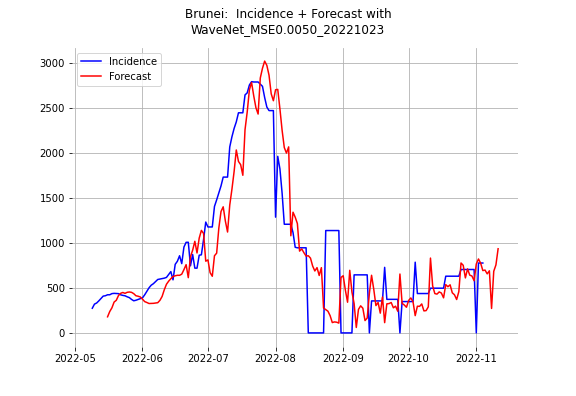 Brunei:  Incidence + Forecast with
WaveNet_MSE0.0050_20221023
Incidence
Forecast
3000
2500
2000
1500
1000
500
0
2022-05 2022-06 2022-07 2022-08 2022-09 2022-10 2022-11